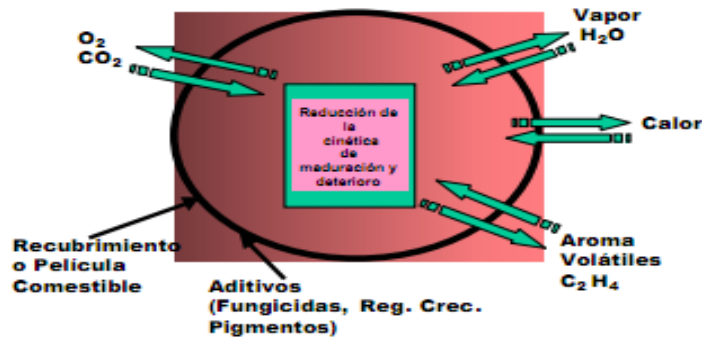 O2
CO2
Vapor
H2O
Reducción de
la
cinética
de
maduración y
deterioro
Calor
Recubrimiento
o Película
Comestible
Aditivos
(Fungicidas, Reg. Crec.
Pigmentos)
Aroma
Volátiles
C2 H4